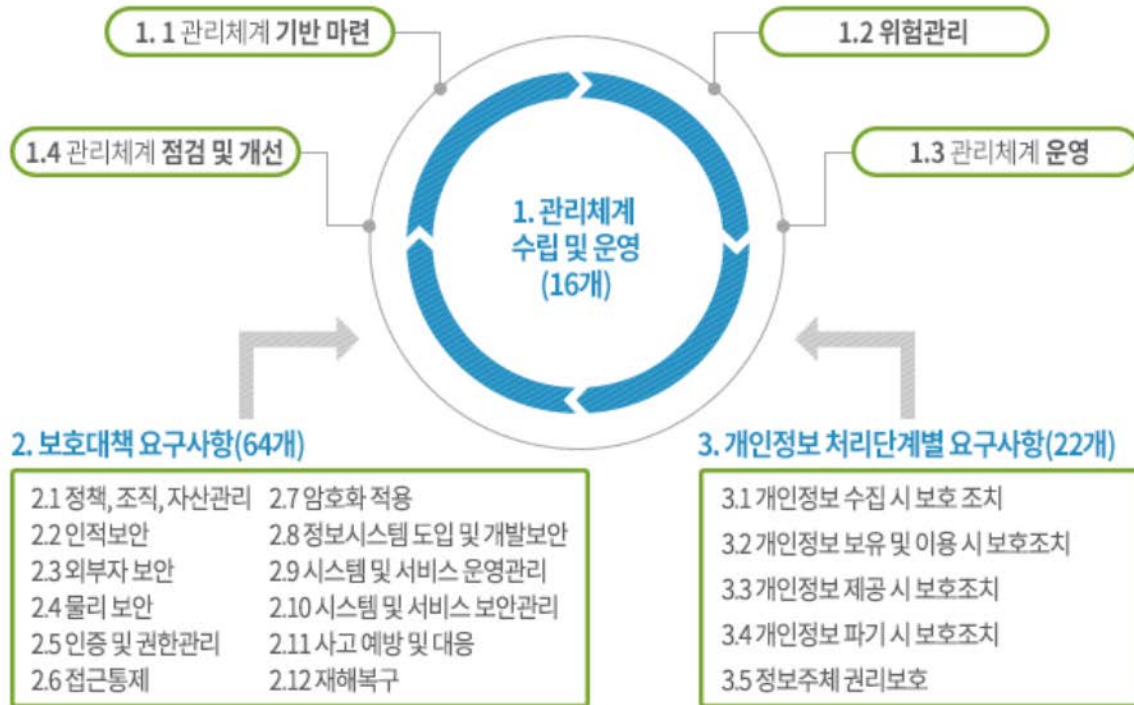 1. 1 관리체계 기반 마련
1.2 위험관리
1.4 관리체계 점검 및 개선
1.3 관리체계 운영
1. 관리체계
수립 및 운영
(16개)
2. 보호대책 요구사항(64개)
2.1 정책, 조직, 자산관리
2.2 인적보안
2.3 외부자 보안
2.4 물리 보안
2.5 인증 및 권한관리
2.6 접근통제
2.7 암호화 적용
2.8 정보시스템 도입 및 개발보안
2.9 시스템 및 서비스 운영관리
2.10 시스템 및 서비스 보안관리
2.11 사고 예방 및 대응
2.12 재해복구
3. 개인정보 처리단계별 요구사항(22개)
3.1 개인정보 수집 시 보호 조치
3.2 개인정보 보유 및 이용 시 보호조치
3.3 개인정보 제공 시 보호조치
3.4 개인정보 파기 시 보호조치
3.5 정보주체 권리보호